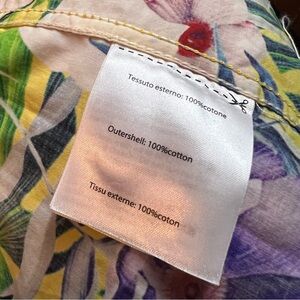 Tessuto esterno: 100%cotone
Outershell: 100%cotton
Tissu externe: 100%coton